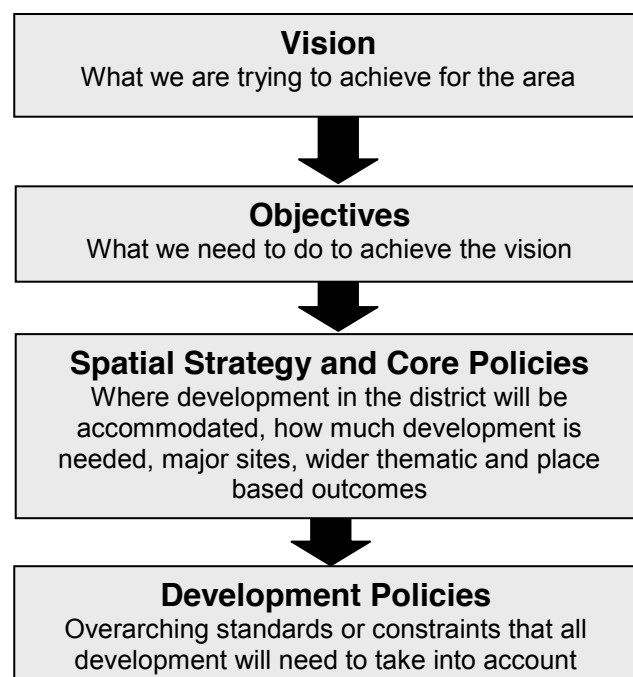 Vision
What we are trying to achieve for the area
Objectives
What we need to do to achieve the vision
Spatial Strategy and Core Policies
Where development in the district will be
accommodated, how much development is
needed, major sites, wider thematic and place
based outcomes
Development Policies
Overarching standards or constraints that all
development will need to take into account